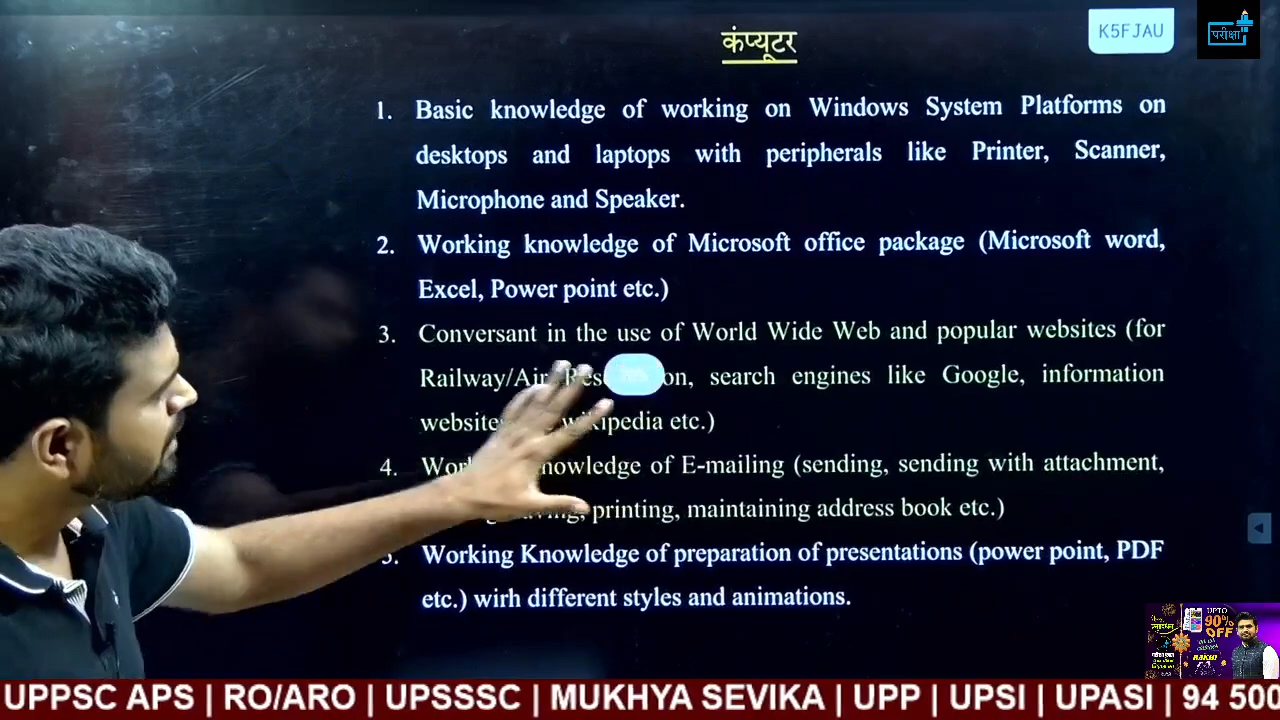 कंप्यूटर
K5FJAU
परीक्षा
1. Basic knowledge of working on Windows System Platforms on
desktops and laptops with peripherals like Printer, Scanner,
Microphone and Speaker.
2. Working knowledge of Microsoft office package (Microsoft word,
Excel, Power point etc.)
3. Conversant in the use of World Wide Web and popular websites (for
Railway/Air search engines like Google, information
etc.)
4. of E-mailing (sending, sending with attachment,
printing, maintaining address book etc.)
5. Working Knowledge of preparation of presentations (power point, PDF
etc.) wirh different styles and animations.
UPTO
90%
OFF
UPPSC APS | RO/ARO | UPSSSC | MUKHYA SEVIKA | UPP | UPSI | UPASI | 94 500